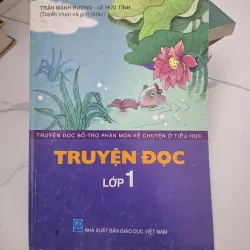 TRẦN MẠNH HƯỞNG - LÊ HỮU TỈNH
(Tuyển chọn và giới thiệu)
TRUYỆN ĐỌC BỔ TRỢ PHÂN MÔN KỂ CHUYỆN Ở TIỂU HỌC
TRUYỆN ĐỌC
LỚP 1
NHÀ XUẤT BẢN GIÁO DỤC VIỆT NAM